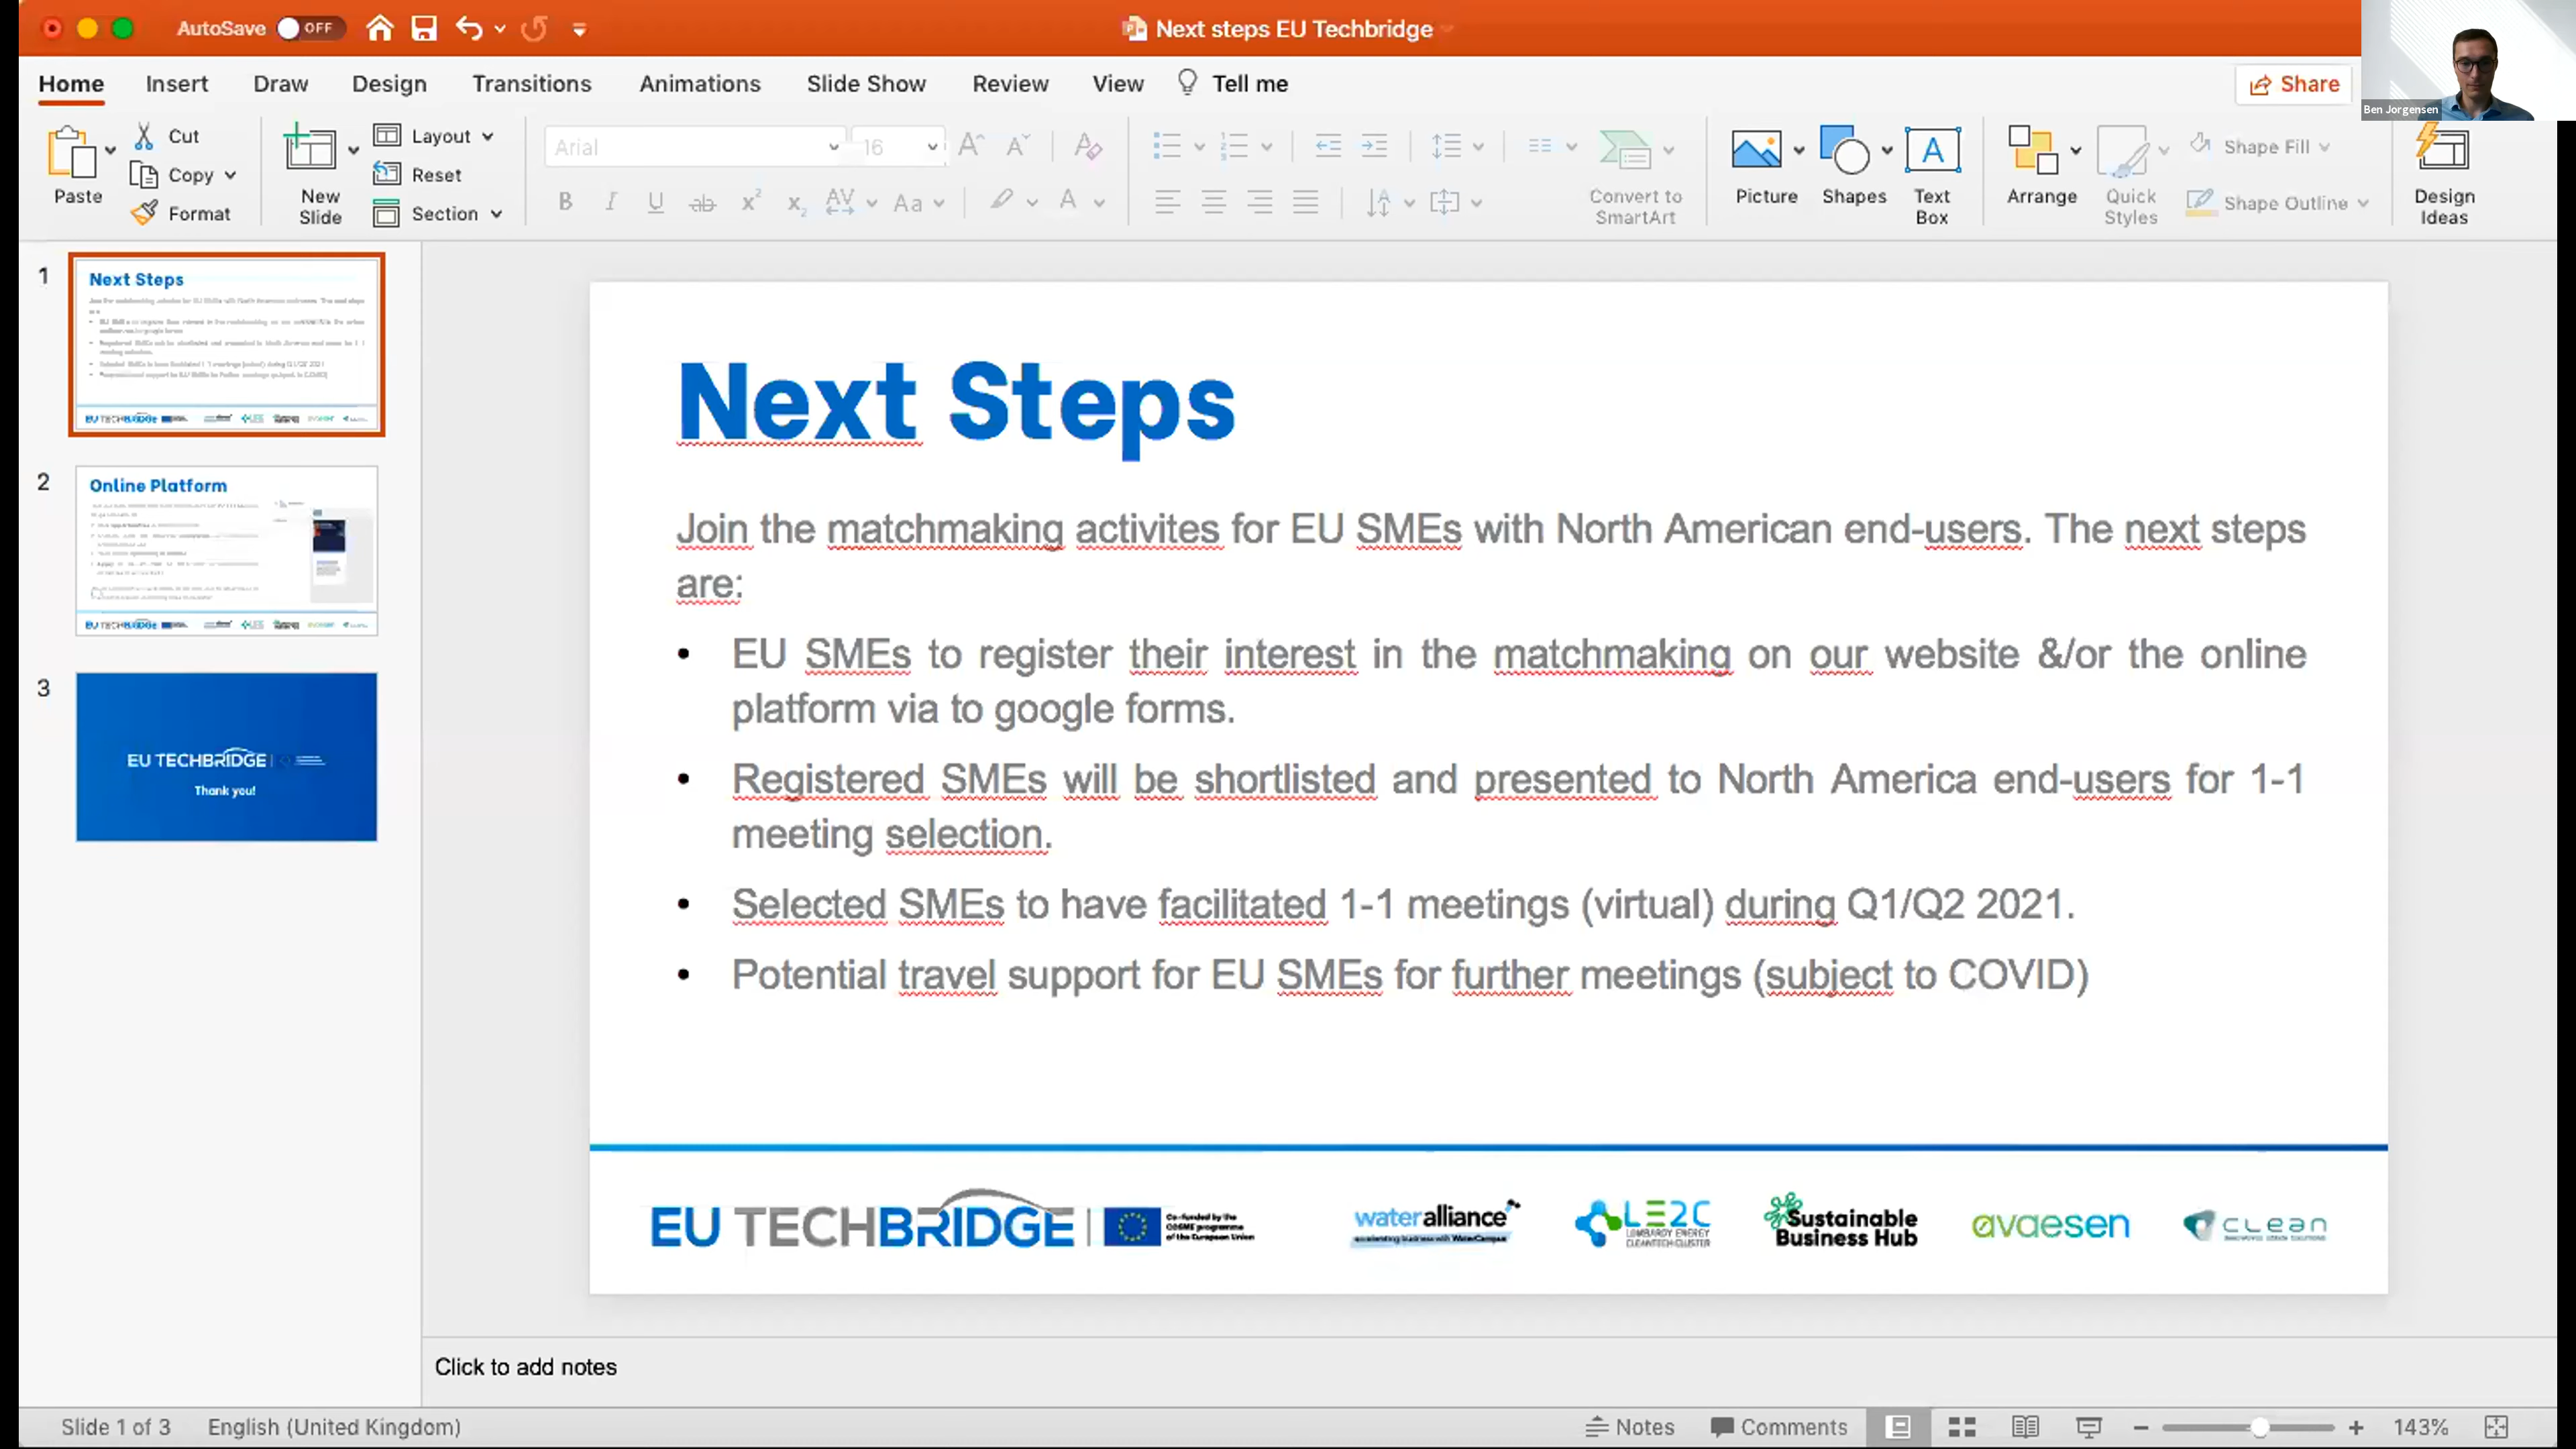 AutoSave OFF
Next steps EU Techbridge
Home Insert Draw Design Transitions Animations Slide Show Review View Tell me
Share
Ben Jorgensen
Paste
Cut
Copy
Format
New Slide
Layout
Reset
Section
Arial
16
Convert to SmartArt
Picture
Shapes
Text Box
Arrange
Quick Styles
Shape Fill
Shape Outline
Design Ideas
1
Next Steps
2
Online Platform
3
EU TECHBRIDGE
Thank you!
Next Steps
Join the matchmaking activites for EU SMEs with North American end-users. The next steps
are:
• EU SMEs to register their interest in the matchmaking on our website &/or the online
platform via to google forms.
• Registered SMEs will be shortlisted and presented to North America end-users for 1-1
meeting selection.
• Selected SMEs to have facilitated 1-1 meetings (virtual) during Q1/Q2 2021.
• Potential travel support for EU SMEs for further meetings (subject to COVID)
EU TECHBRIDGE
Co-funded by the
COSME programme
of the European Union
wateralliance
accelerating business with WaterCampus
LE2C
LOMBARDY ENERGY
CLEANTECH CLUSTER
Sustainable
Business Hub
avaesen
CLEAN
Click to add notes
Slide 1 of 3 English (United Kingdom)
Notes Comments 143%